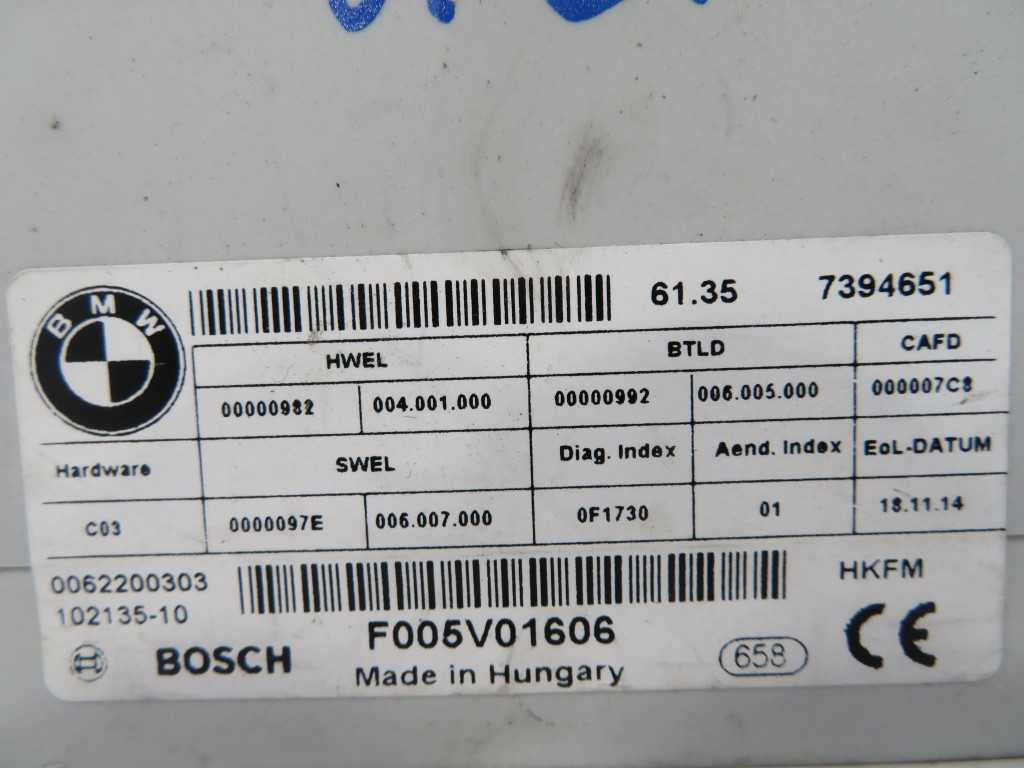 BMW
61.35 7394651
HWEL BTLD CAFD
00000982 004.001.000 00000992 006.005.000 000007C8
Hardware SWEL Diag. Index Aend. Index EoL-DATUM
C03 0000097E 006.007.000 0F1730 01 18.11.14
0062200303 HKFM
102135-10
F005V01606
BOSCH 658 CE
Made in Hungary